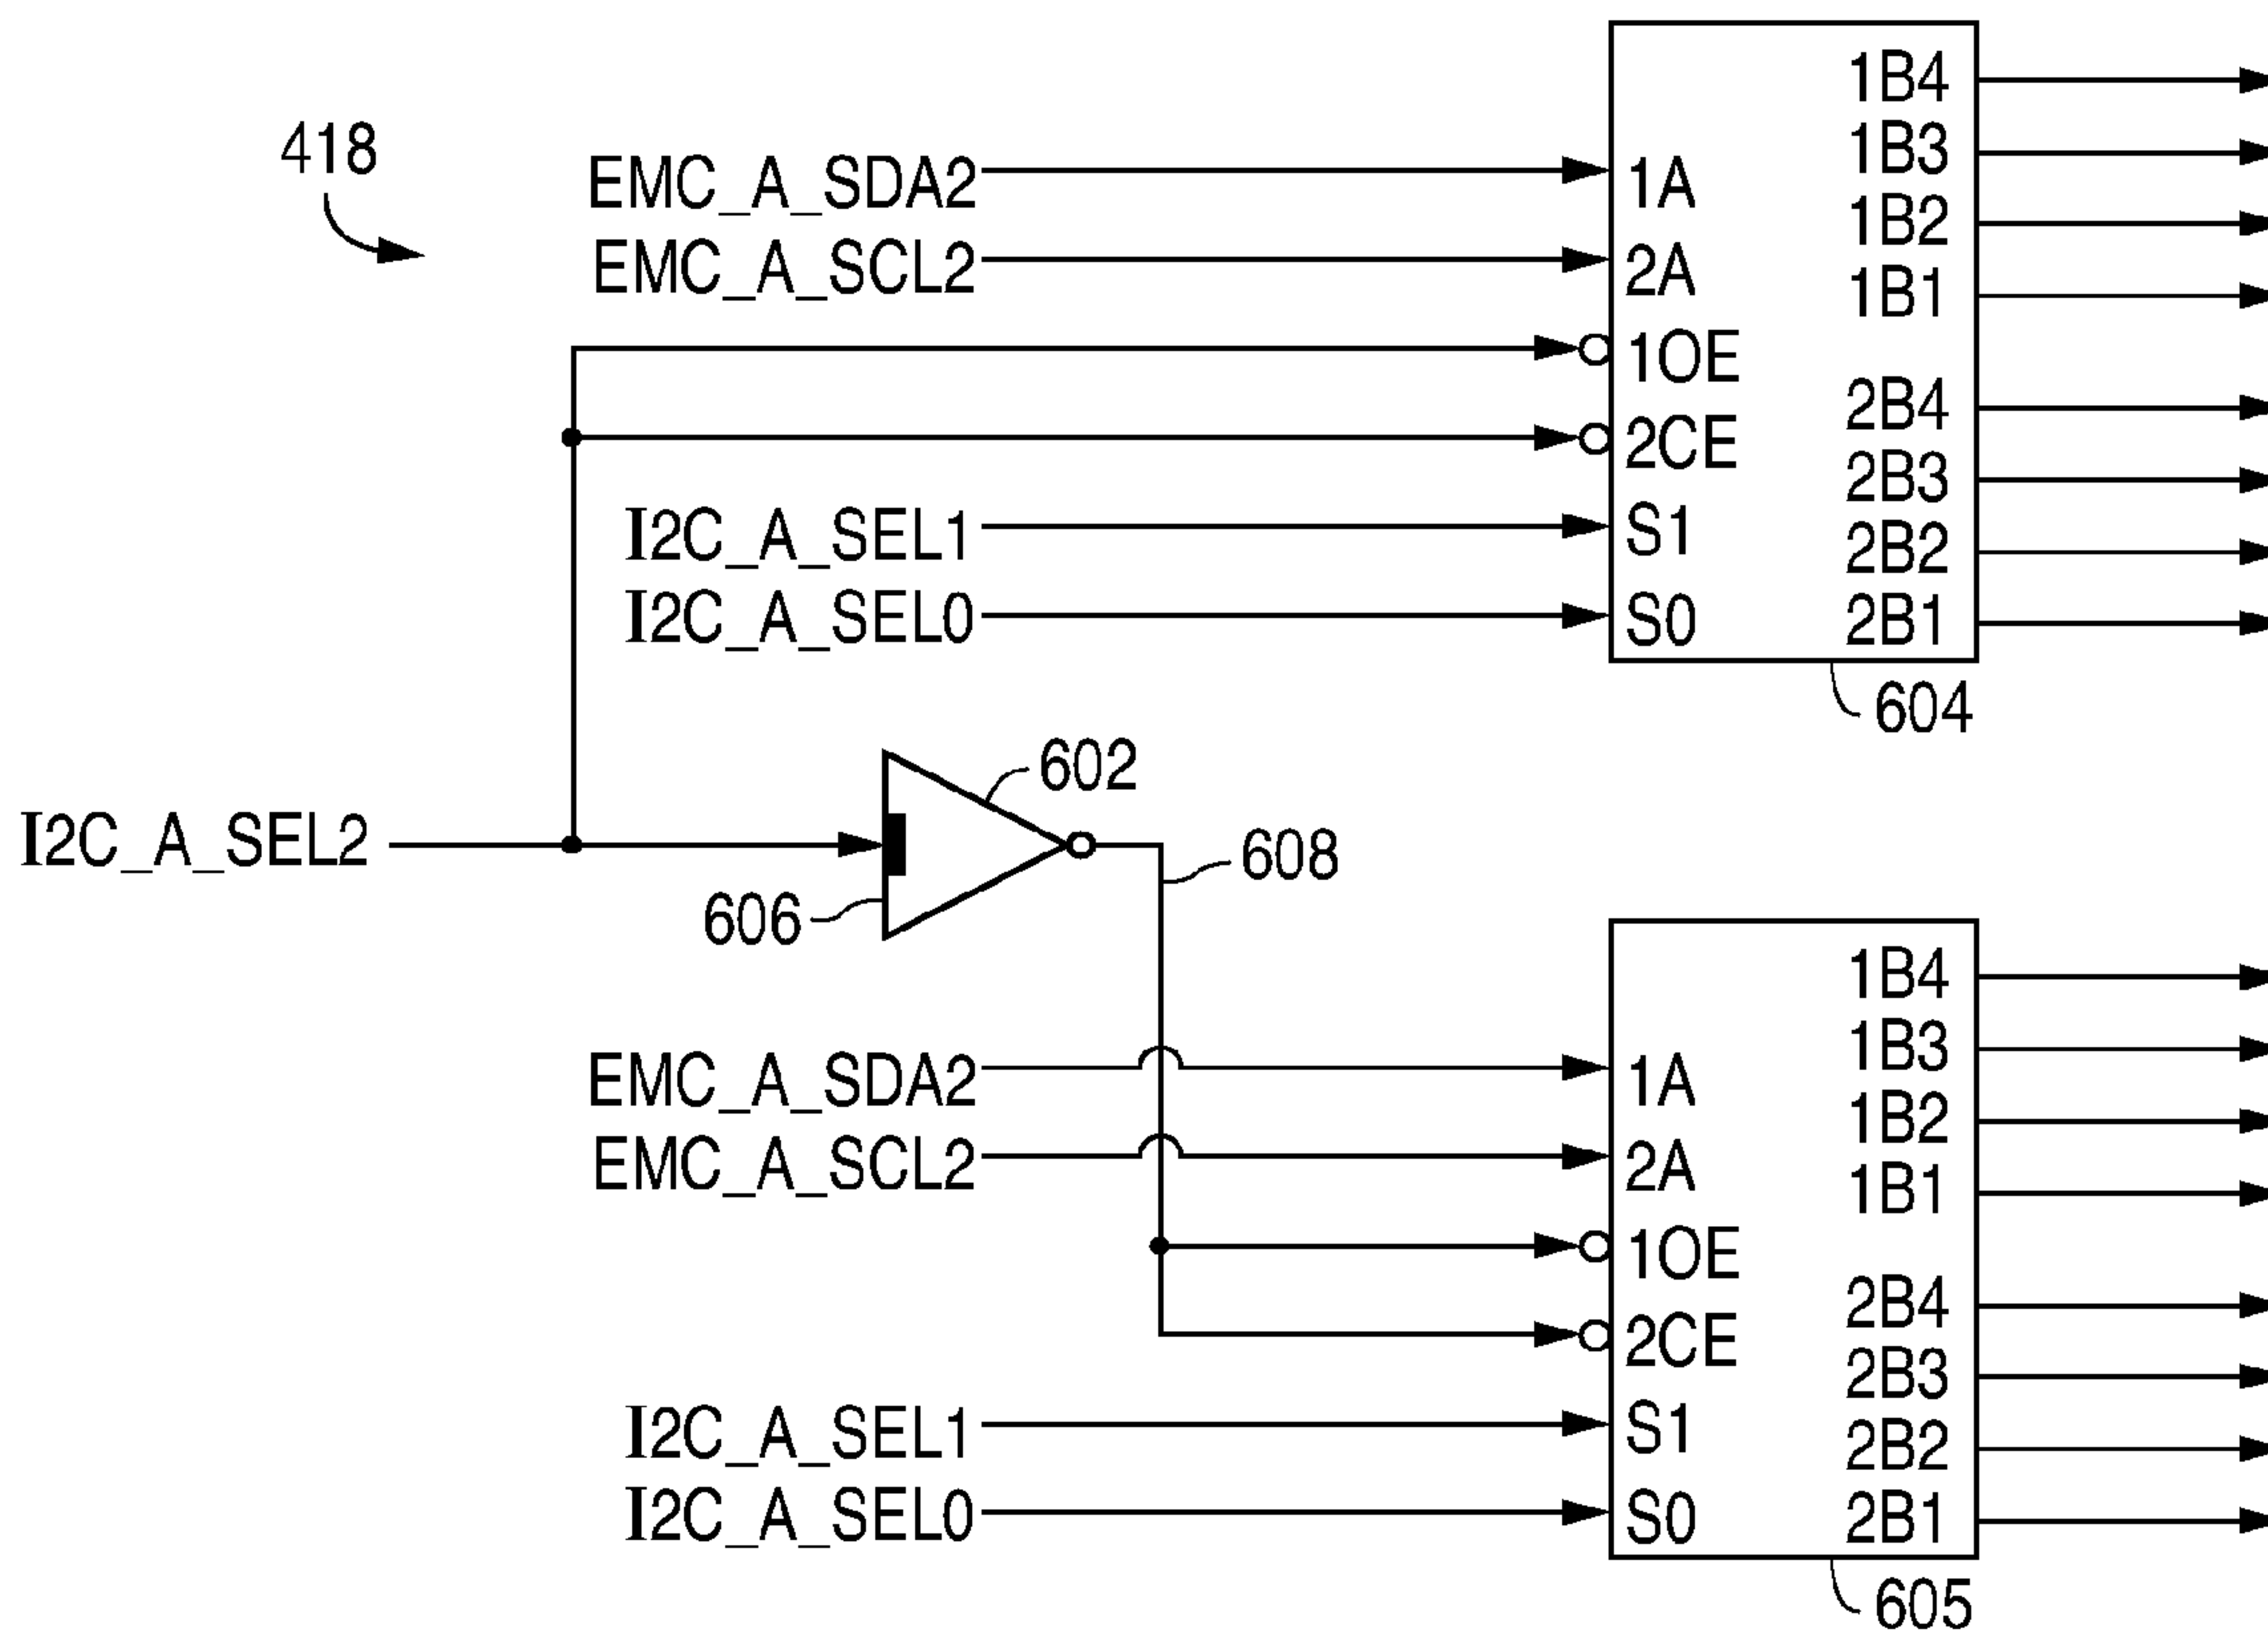 418
EMC_A_SDA2
EMC_A_SCL2
I2C_A_SEL1
I2C_A_SEL0
1A
2A
1OE
2CE
S1
S0
1B4
1B3
1B2
1B1
2B4
2B3
2B2
2B1
604
I2C_A_SEL2
602
606
608
EMC_A_SDA2
EMC_A_SCL2
I2C_A_SEL1
I2C_A_SEL0
1A
2A
1OE
2CE
S1
S0
1B4
1B3
1B2
1B1
2B4
2B3
2B2
2B1
605